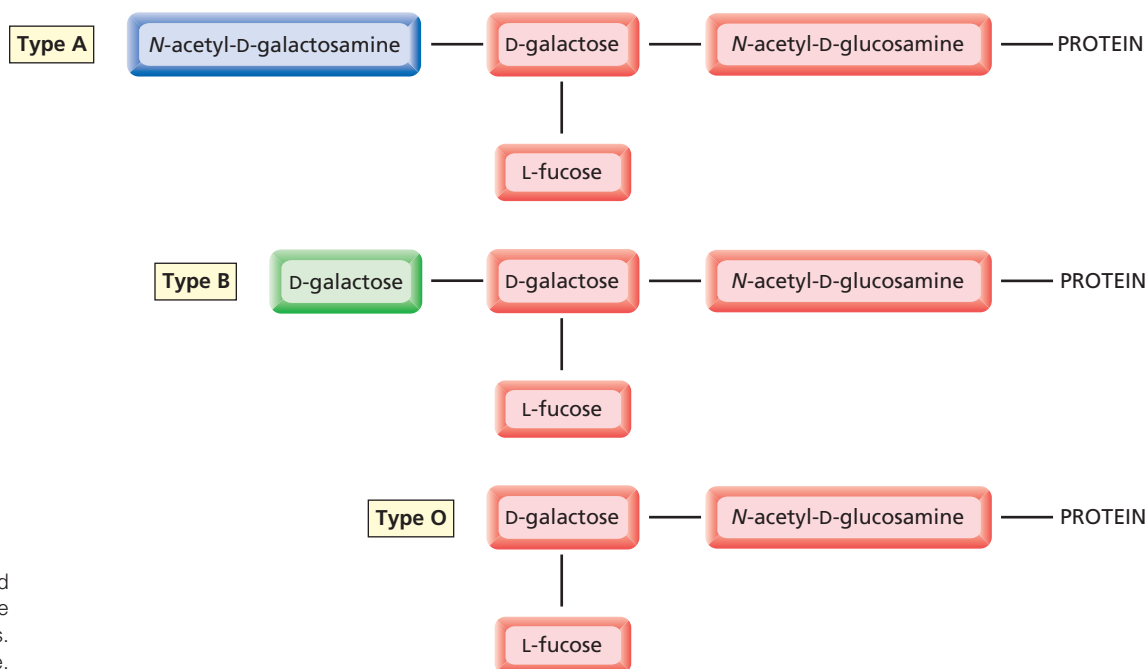 Type A N-acetyl-D-galactosamine D-galactose N-acetyl-D-glucosamine PROTEIN
L-fucose
Type B D-galactose D-galactose N-acetyl-D-glucosamine PROTEIN
L-fucose
Type O D-galactose N-acetyl-D-glucosamine PROTEIN
L-fucose